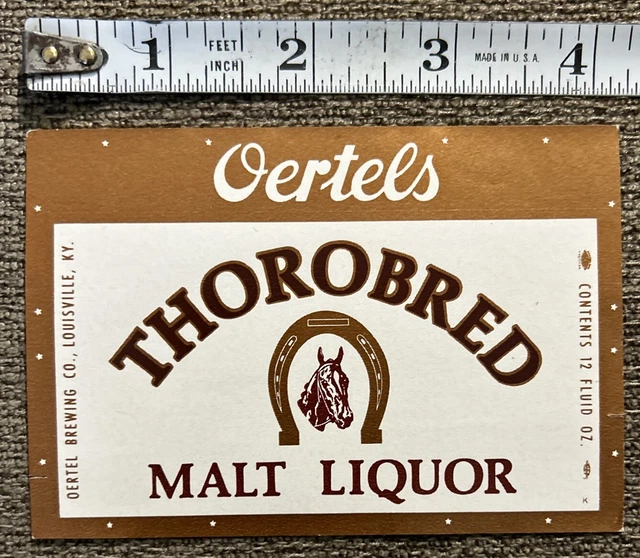 1 FEET INCH 2 3 MADE IN U.S.A. 4
Oertels
THOROBRED
MALT LIQUOR
OERTEL BREWING CO., LOUISVILLE, KY.
CONTENTS 12 FLUID OZ.
K